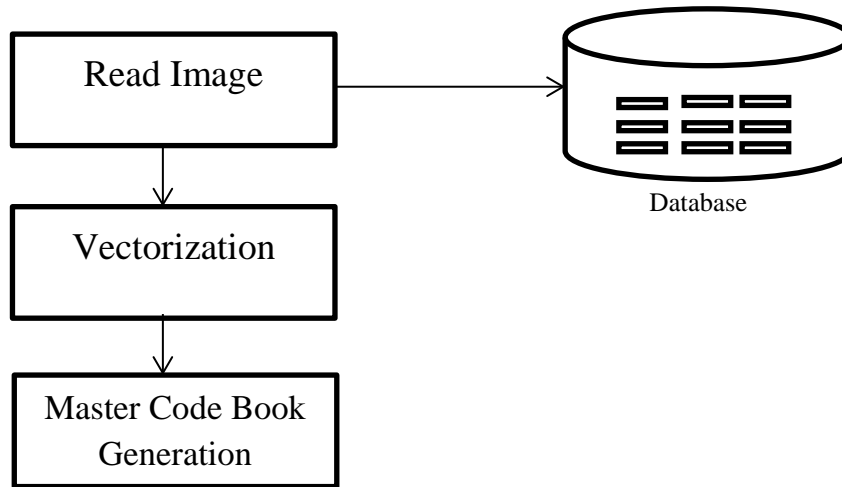 Read Image
Database
Vectorization
Master Code Book
Generation